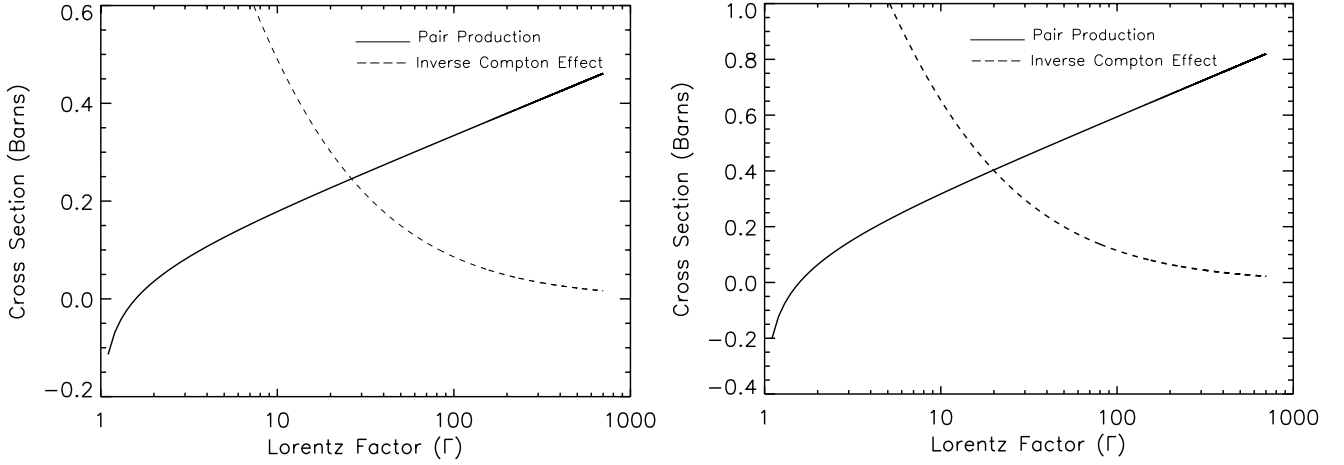 0.6
0.4
0.2
0.0
−0.2
Cross Section (Barns)
Pair Production
Inverse Compton Effect
1
10
100
1000
Lorentz Factor (Γ)
1.0
0.8
0.6
0.4
0.2
0.0
−0.2
−0.4
Cross Section (Barns)
Pair Production
Inverse Compton Effect
1
10
100
1000
Lorentz Factor (Γ)